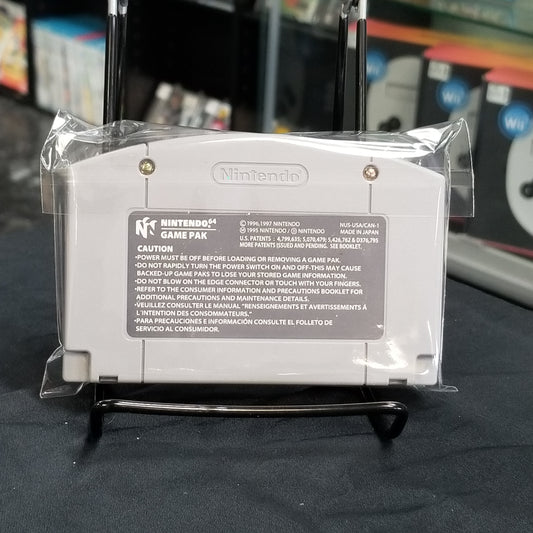 Nintendo
NINTENDO64
GAME PAK
©1996,1997 NINTENDO
Ⓜ 1995 NINTENDO / Ⓒ NINTENDO
U.S. PATENTS : 4,799,635; 5,070,479; 5,426,762 & D376,795
MORE PATENTS ISSUED AND PENDING. SEE BOOKLET.
NUS-USA/CAN-1
MADE IN JAPAN
CAUTION
•POWER MUST BE OFF BEFORE LOADING OR REMOVING A GAME PAK.
•DO NOT RAPIDLY TURN THE POWER SWITCH ON AND OFF-THIS MAY CAUSE
BACKED-UP GAME PAKS TO LOSE YOUR STORED GAME INFORMATION.
•DO NOT BLOW ON THE EDGE CONNECTOR OR TOUCH WITH YOUR FINGERS.
•REFER TO THE CONSUMER INFORMATION AND PRECAUTIONS BOOKLET FOR
ADDITIONAL PRECAUTIONS AND MAINTENANCE DETAILS.
•VEUILLEZ CONSULTER LE MANUAL "RENSEIGNEMENTS ET AVERTISSEMENTS À
L'INTENTION DES CONSOMMATEURS."
•PARA PRECAUCIONES E INFORMACIÓN CONSULTE EL FOLLETO DE
SERVICIO AL CONSUMIDOR.
Wii
Wii